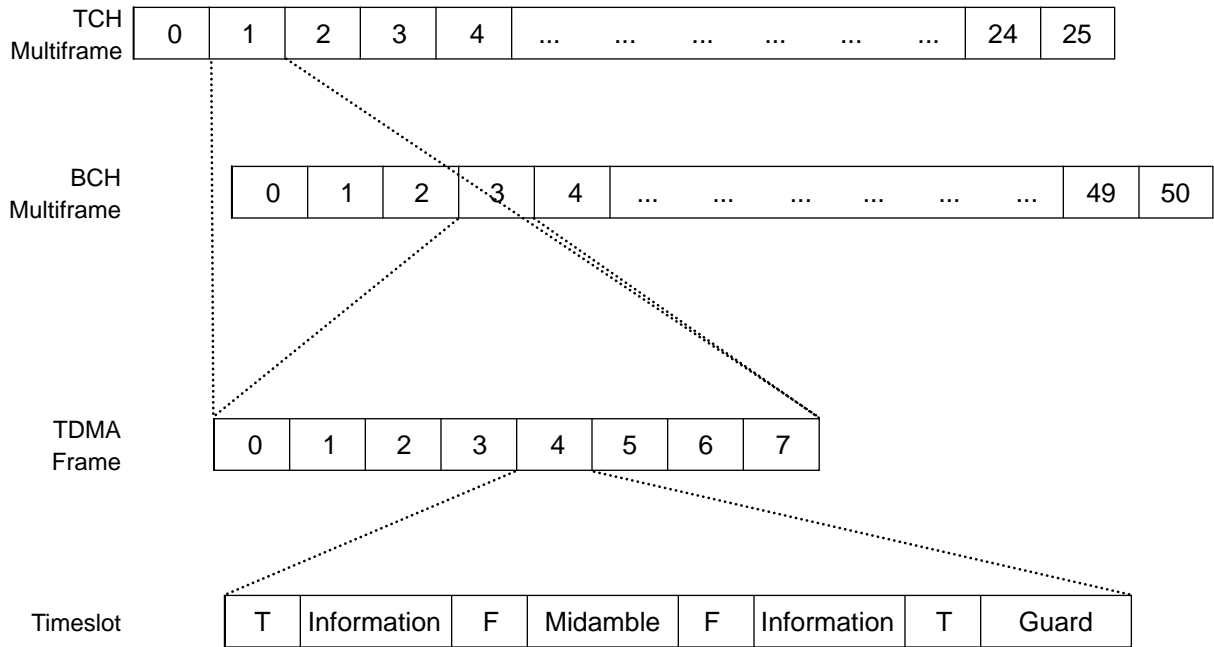 TCH
Multiframe
0 1 2 3 4 ... ... ... ... ... ... 24 25
BCH
Multiframe
0 1 2 3 4 ... ... ... ... ... ... 49 50
TDMA
Frame
0 1 2 3 4 5 6 7
Timeslot
T Information F Midamble F Information T Guard